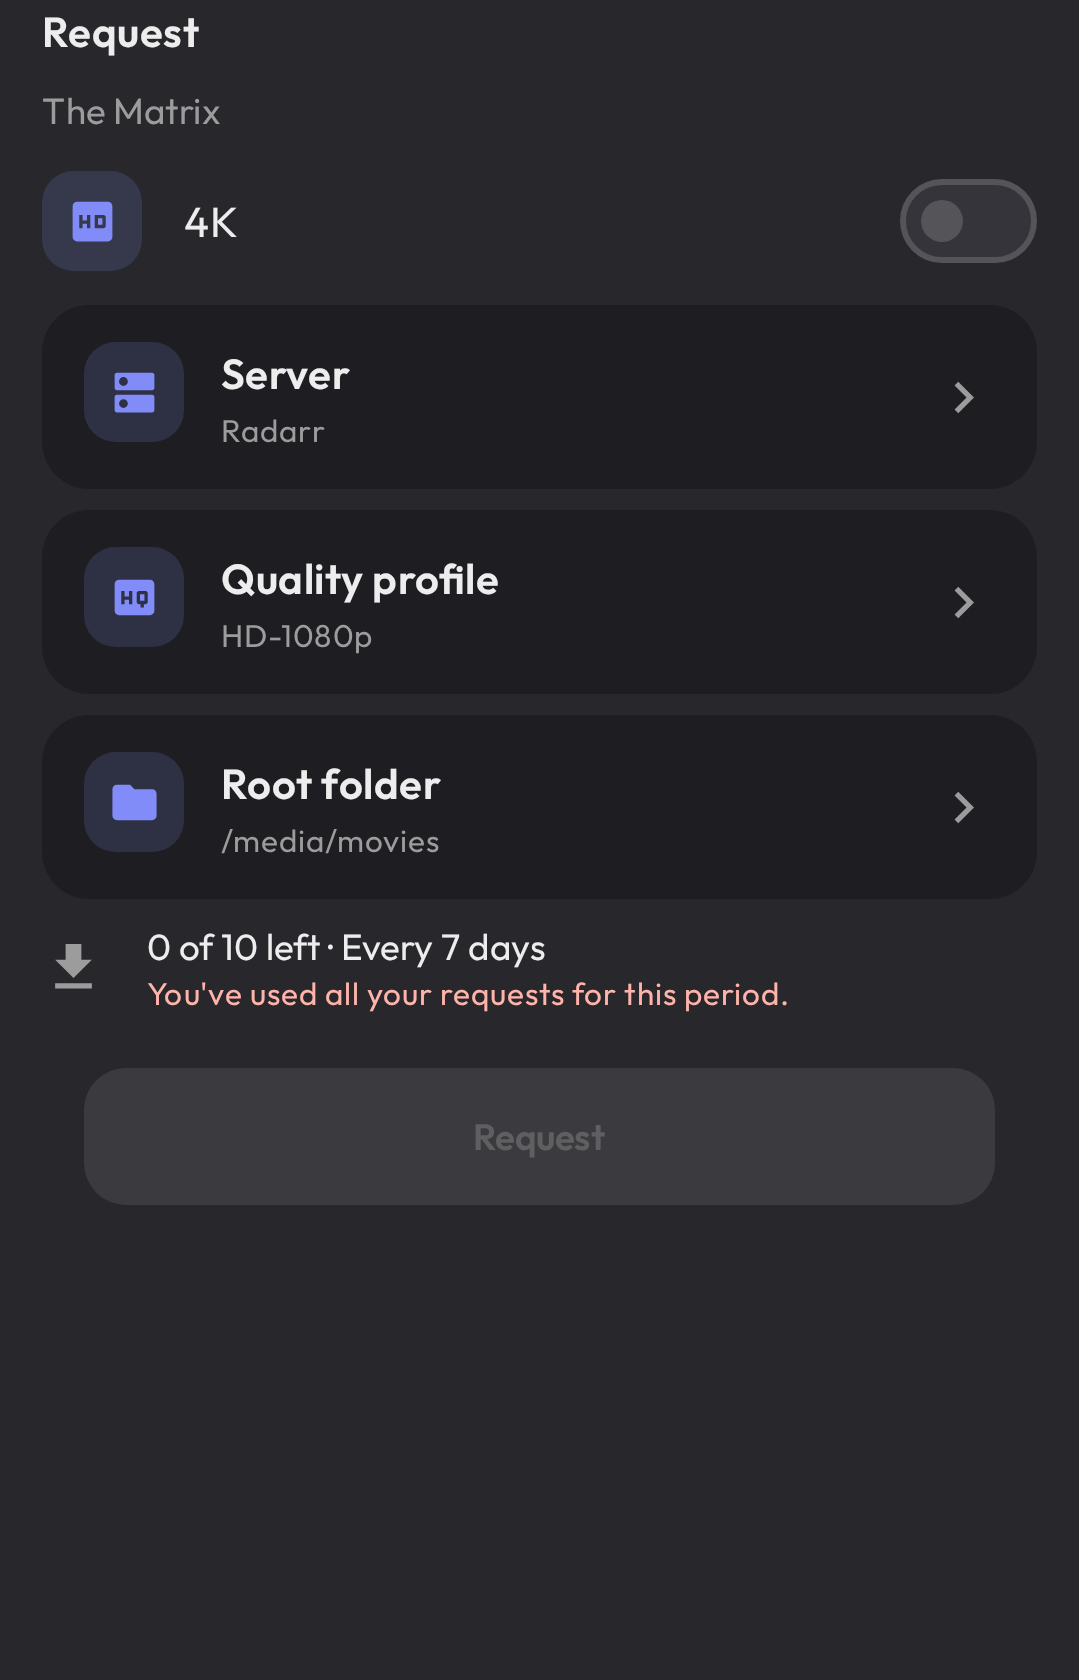 Request
The Matrix
HD
4K
Server
Radarr
HQ
Quality profile
HD-1080p
Root folder
/media/movies
0 of 10 left · Every 7 days
You've used all your requests for this period.
Request